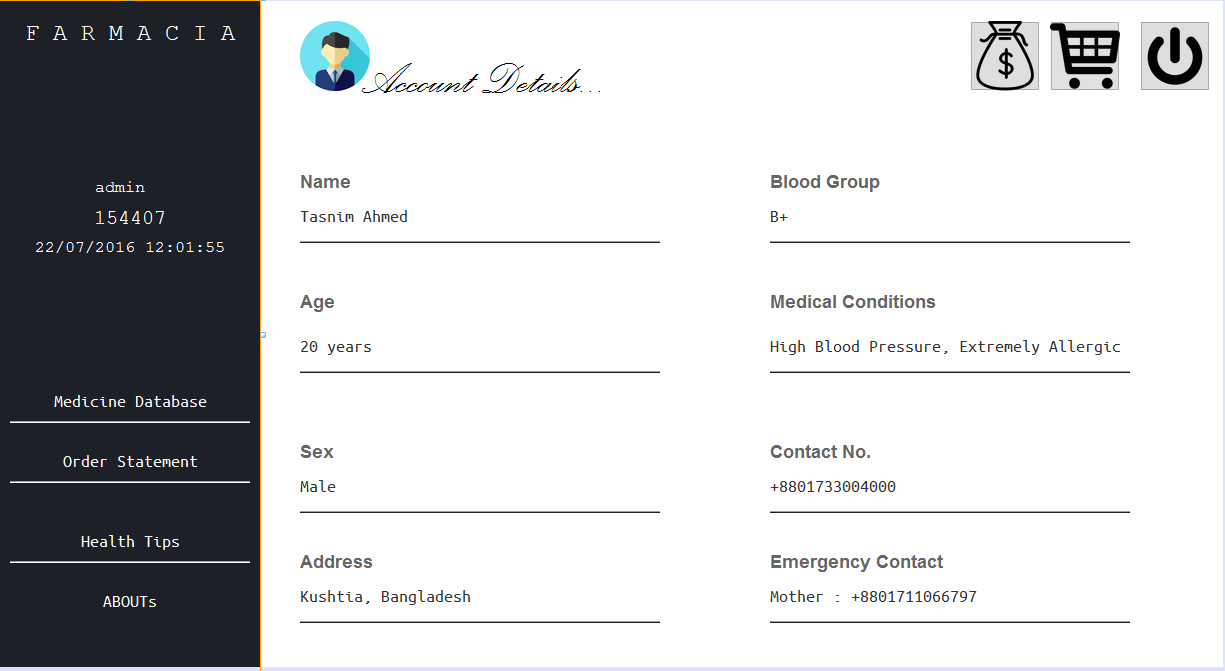 F A R M A C I A
admin
154407
22/07/2016 12:01:55
Medicine Database
Order Statement
Health Tips
ABOUTs
Account Details...
$
Name
Tasnim Ahmed
Blood Group
B+
Age
20 years
Medical Conditions
High Blood Pressure, Extremely Allergic
Sex
Male
Contact No.
+8801733004000
Address
Kushtia, Bangladesh
Emergency Contact
Mother : +8801711066797